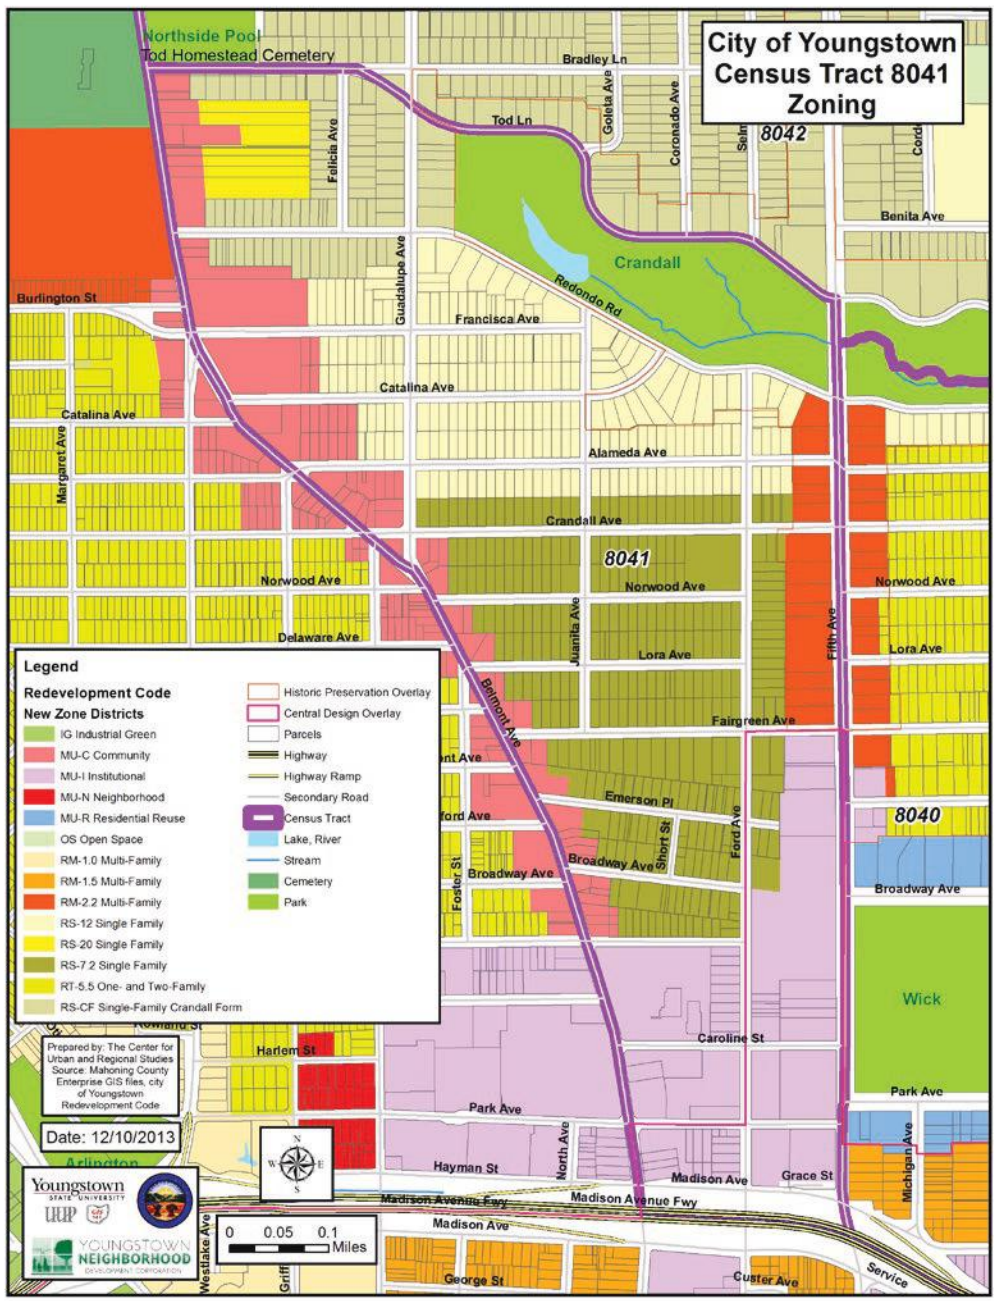 City of Youngstown
Census Tract 8041
Zoning
Northside Pool
Tod Homestead Cemetery
Bradley Ln
Goleta Ave
Coronado Ave
Selm
8042
Corde
Tod Ln
Felicia Ave
Benita Ave
Guadalupe Ave
Crandall
Redondo Rd
Burlington St
Francisca Ave
Catalina Ave
Catalina Ave
Margaret Ave
Alameda Ave
Crandall Ave
8041
Norwood Ave
Norwood Ave
Norwood Ave
Juanita Ave
Fifth Ave
Delaware Ave
Lora Ave
Lora Ave
Belmont Ave
Fairgreen Ave
ont Ave
Emerson Pl
ford Ave
Short St
Ford Ave
8040
Broadway Ave
Broadway Ave
Broadway Ave
Foster St
Wick
Caroline St
Rowland St
Harlem St
Park Ave
Park Ave
North Ave
Michigan Ave
Hayman St
Madison Ave
Grace St
Madison Avenue Fwy
Madison Avenue Fwy
Madison Ave
Westlake Ave
Griff
George St
Custer Ave
Service
Arlington
Legend
Redevelopment Code
New Zone Districts
IG Industrial Green
MU-C Community
MU-I Institutional
MU-N Neighborhood
MU-R Residential Reuse
OS Open Space
RM-1.0 Multi-Family
RM-1.5 Multi-Family
RM-2.2 Multi-Family
RS-12 Single Family
RS-20 Single Family
RS-7.2 Single Family
RT-5.5 One- and Two-Family
RS-CF Single-Family Crandall Form
Historic Preservation Overlay
Central Design Overlay
Parcels
Highway
Highway Ramp
Secondary Road
Census Tract
Lake, River
Stream
Cemetery
Park
Prepared by: The Center for
Urban and Regional Studies
Source: Mahoning County
Enterprise GIS files, city
of Youngstown
Redevelopment Code
Date: 12/10/2013
N
W E
S
0 0.05 0.1
Miles
Youngstown
STATE UNIVERSITY
YOUNGSTOWN
NEIGHBORHOOD
DEVELOPMENT CORPORATION